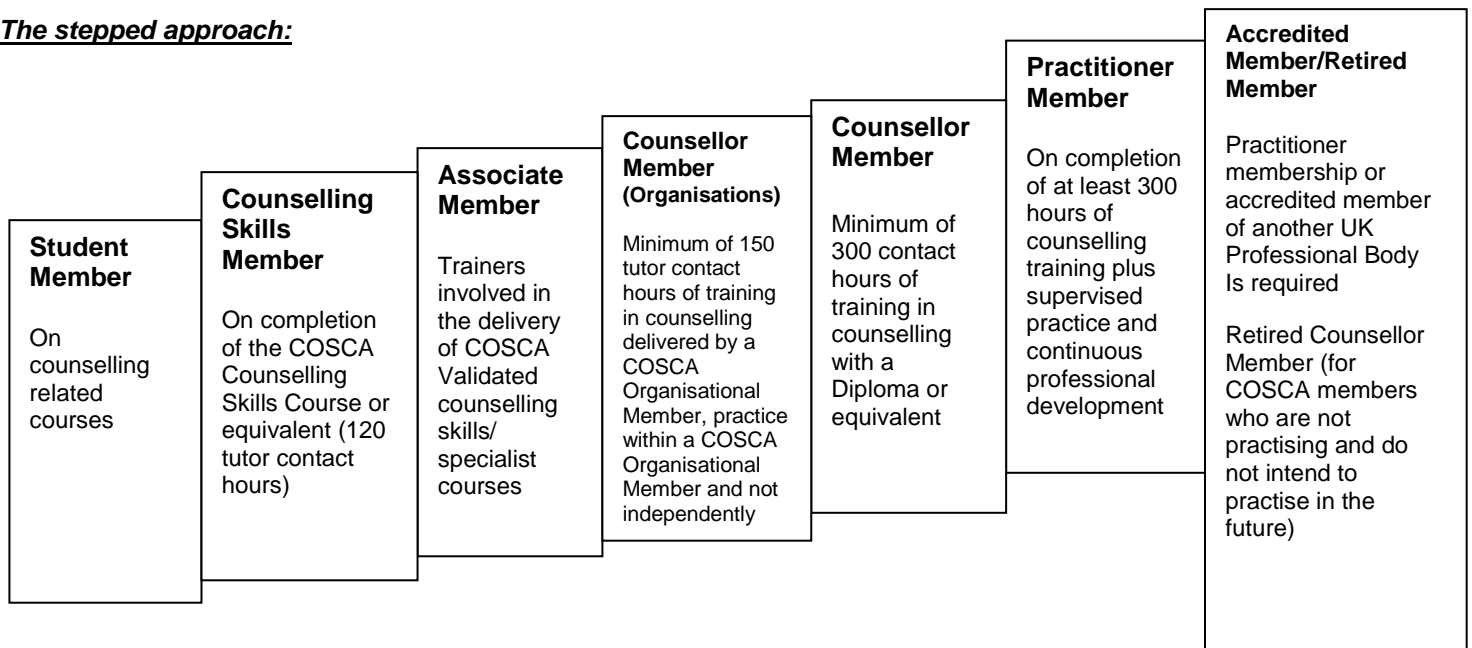 The stepped approach:
Student
Member
On
counselling
related
courses
Counselling
Skills
Member
On completion
of the COSCA
Counselling
Skills Course or
equivalent (120
tutor contact
hours)
Associate
Member
Trainers
involved in
the delivery
of COSCA
Validated
counselling
skills/
specialist
courses
Counsellor
Member
(Organisations)
Minimum of 150
tutor contact
hours of training
in counselling
delivered by a
COSCA
Organisational
Member, practice
within a COSCA
Organisational
Member and not
independently
Counsellor
Member
Minimum of
300 contact
hours of
training in
counselling
with a
Diploma or
equivalent
Practitioner
Member
On completion
of at least 300
hours of
counselling
training plus
supervised
practice and
continuous
professional
development
Accredited
Member/Retired
Member
Practitioner
membership or
accredited member
of another UK
Professional Body
Is required
Retired Counsellor
Member (for
COSCA members
who are not
practising and do
not intend to
practise in the
future)